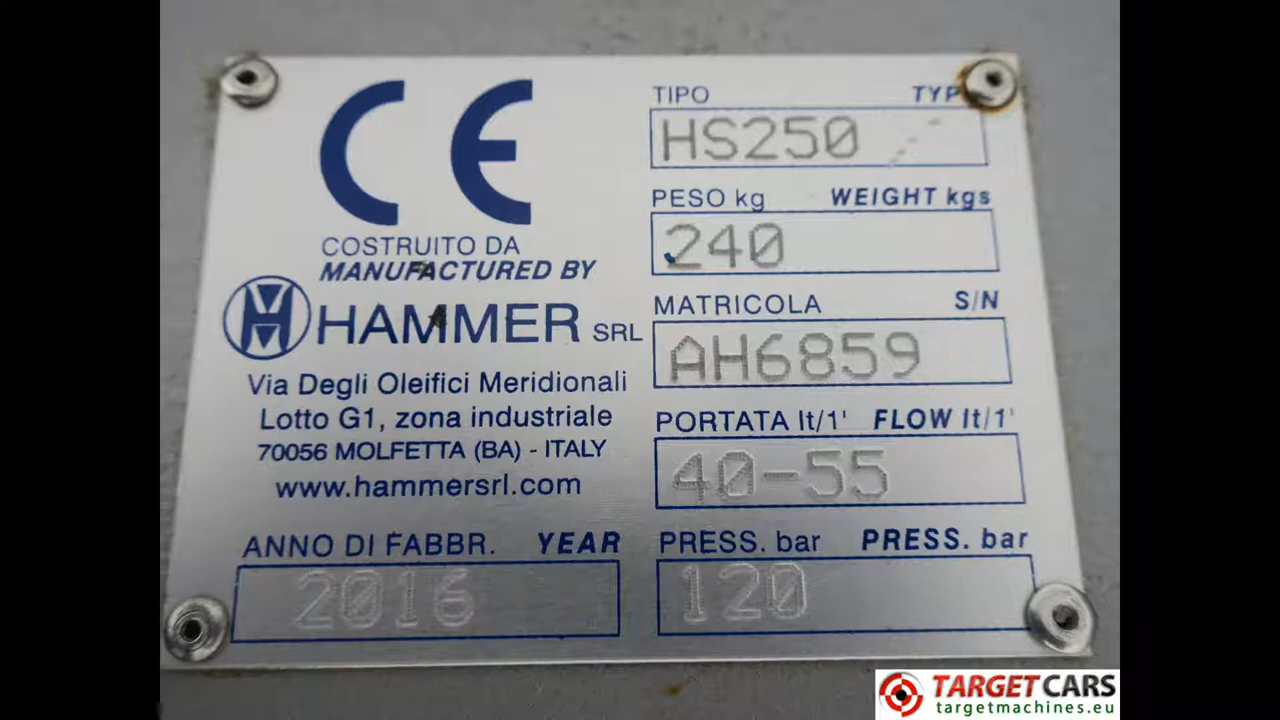 CE
COSTRUITO DA
MANUFACTURED BY
HAMMER SRL
Via Degli Oleifici Meridionali
Lotto G1, zona industriale
70056 MOLFETTA (BA) - ITALY
www.hammersrl.com
ANNO DI FABBR. YEAR
2016
TIPO TYP
HS250
PESO kg WEIGHT kgs
240
MATRICOLA S/N
AH6859
PORTATA lt/1' FLOW lt/1'
40-55
PRESS. bar PRESS. bar
120
TARGETCARS
targetmachines.eu